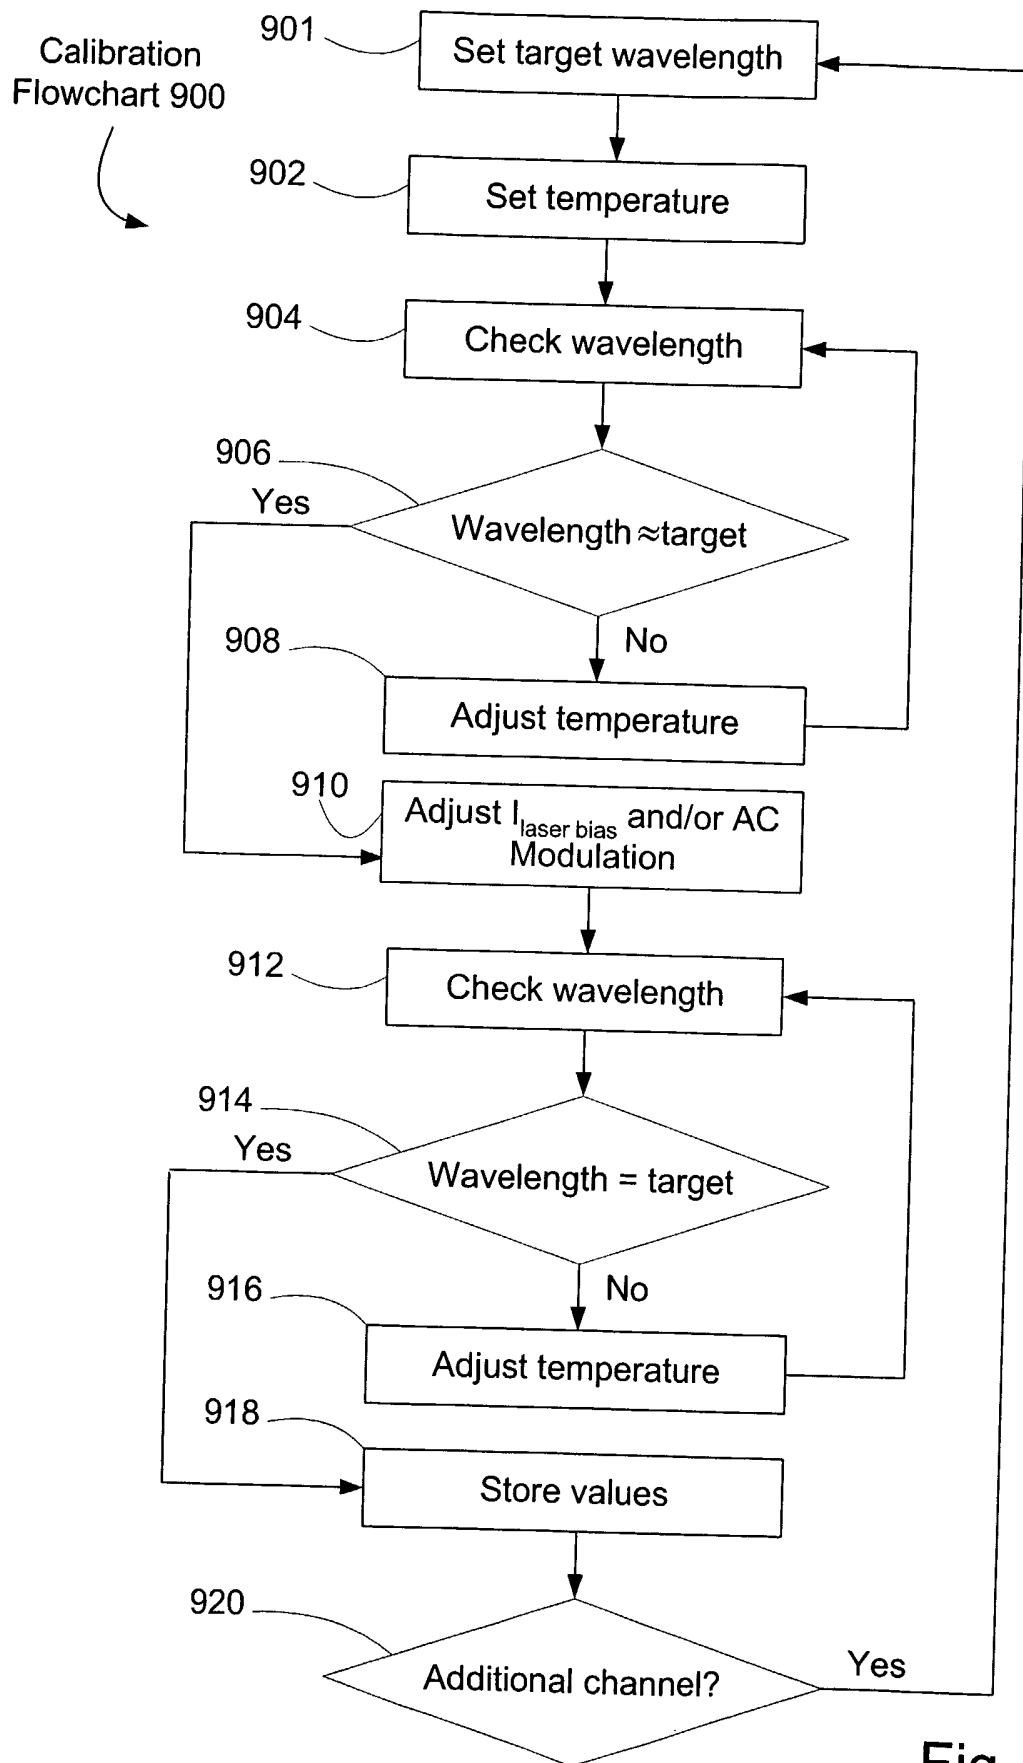 Calibration
Flowchart 900
901
Set target wavelength
902
Set temperature
904
Check wavelength
906
Yes
Wavelength ≈target
No
908
Adjust temperature
910
Adjust I laser bias and/or AC
Modulation
912
Check wavelength
914
Yes
Wavelength = target
No
916
Adjust temperature
918
Store values
920
Additional channel?
Yes
Fig